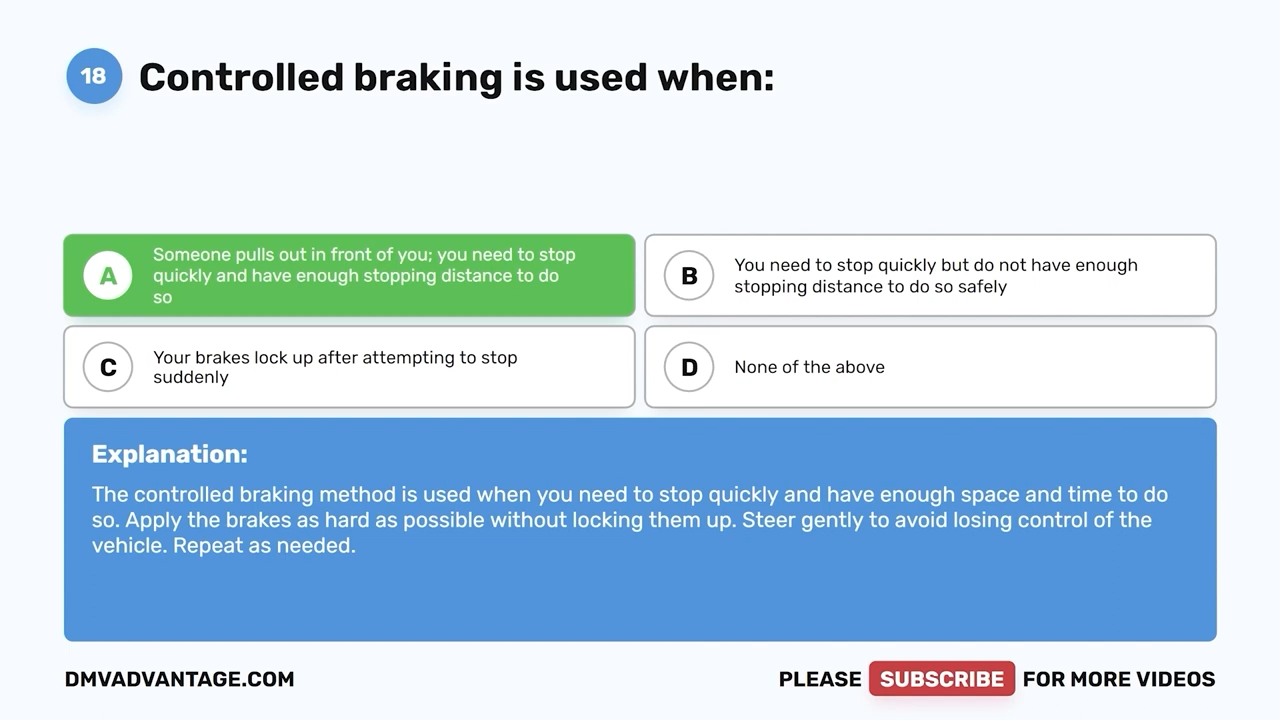 18 Controlled braking is used when:
A Someone pulls out in front of you; you need to stop
quickly and have enough stopping distance to do
so
B You need to stop quickly but do not have enough
stopping distance to do so safely
C Your brakes lock up after attempting to stop
suddenly
D None of the above
Explanation:
The controlled braking method is used when you need to stop quickly and have enough space and time to do
so. Apply the brakes as hard as possible without locking them up. Steer gently to avoid losing control of the
vehicle. Repeat as needed.
DMVADVANTAGE.COM
PLEASE SUBSCRIBE FOR MORE VIDEOS